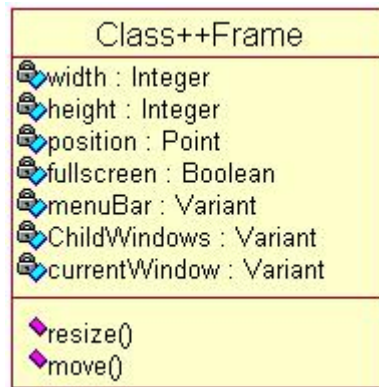 Class++Frame
width : Integer
height : Integer
position : Point
fullscreen : Boolean
menuBar : Variant
ChildWindows : Variant
currentWindow : Variant
resize()
move()